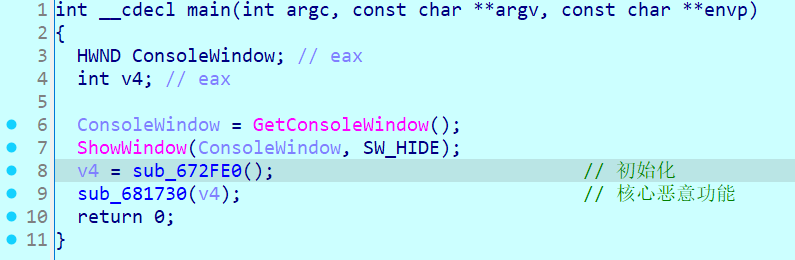 1 int __cdecl main(int argc, const char **argv, const char **envp)
2 {
3   HWND ConsoleWindow; // eax
4   int v4; // eax
5
6   ConsoleWindow = GetConsoleWindow();
7   ShowWindow(ConsoleWindow, SW_HIDE);
8   v4 = sub_672FE0();                            // 初始化
9   sub_681730(v4);                               // 核心恶意功能
10   return 0;
11 }